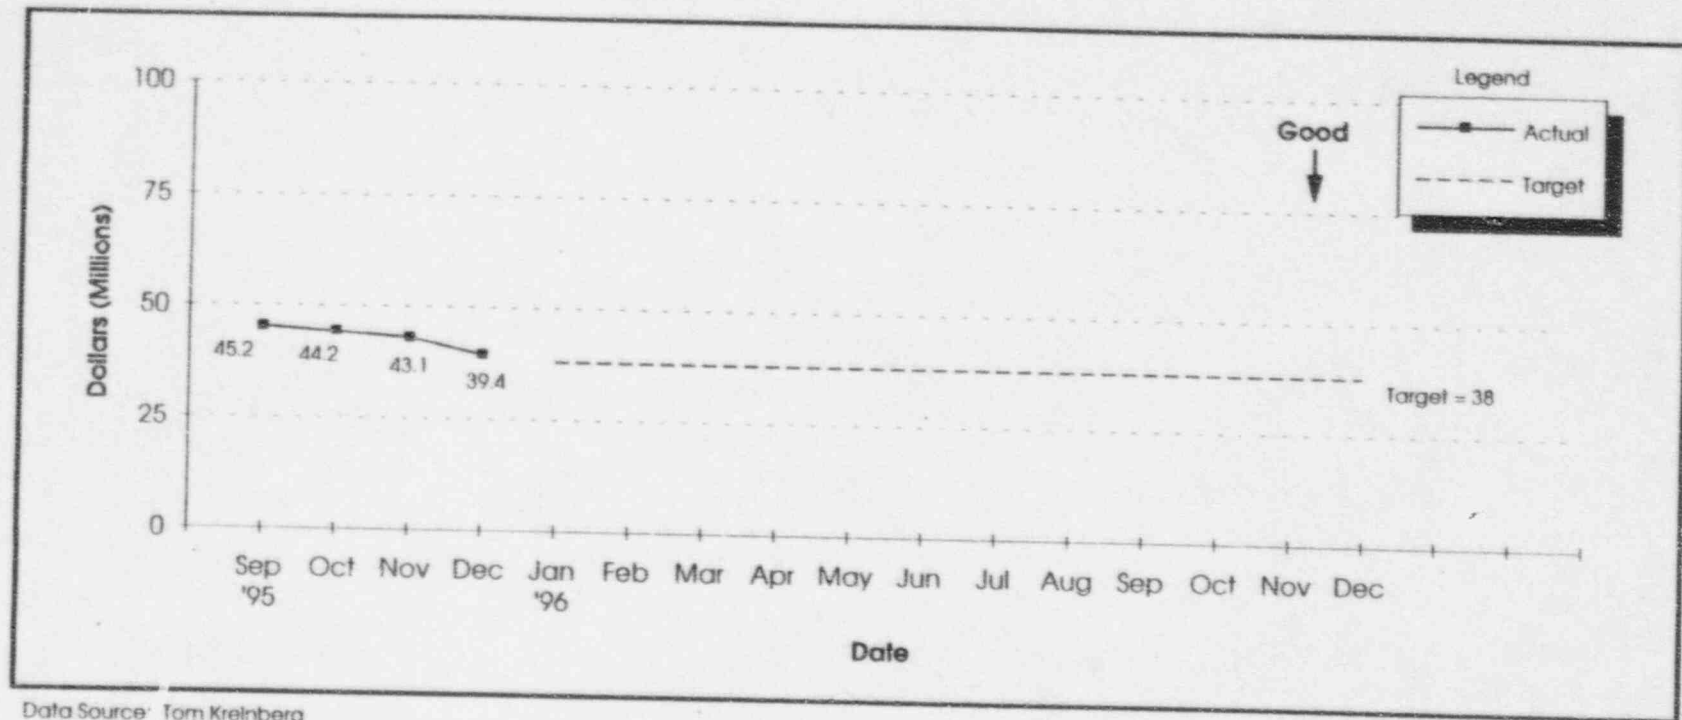 Legend
Actual
Target
Good
100
75
50
25
0
Dollars (Millions)
45.2
44.2
43.1
39.4
Target = 38
Sep Oct Nov Dec Jan Feb Mar Apr May Jun Jul Aug Sep Oct Nov Dec
'95 '96
Date
Data Source: Tom Kreinberg